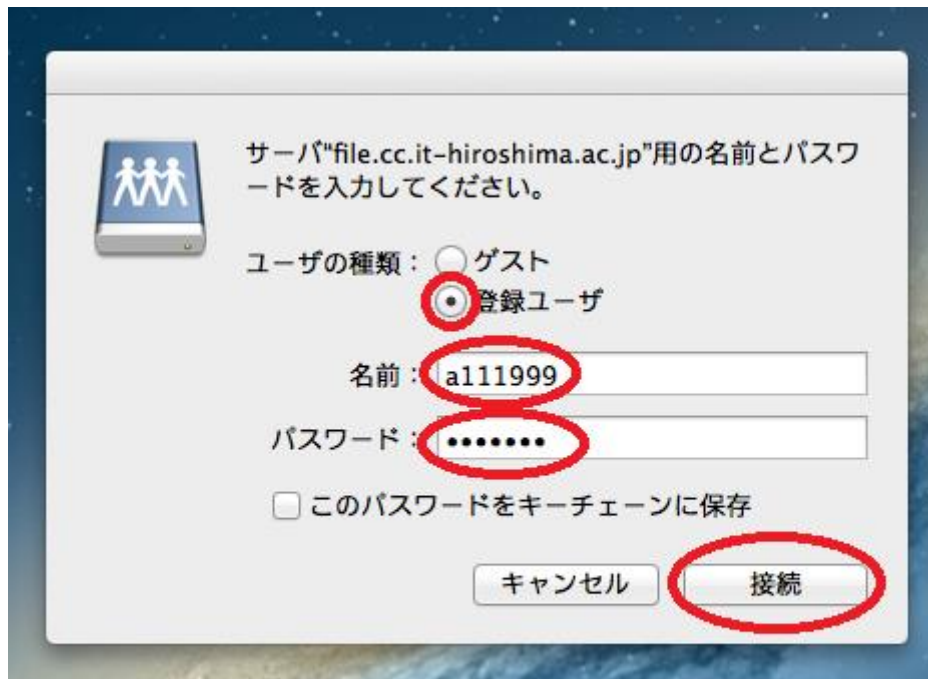 サーバ“file.cc.it-hiroshima.ac.jp”用の名前とパスワ
ードを入力してください。
ユーザの種類：ゲスト
登録ユーザ
名前：a111999
パスワード：•••••••
このパスワードをキーチェーンに保存
キャンセル 接続